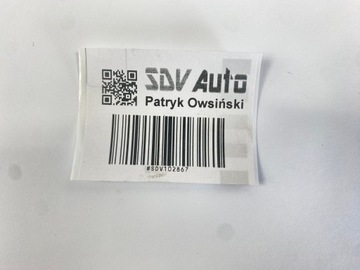 SDV Auto
Patryk Owsiński
#SDV102867